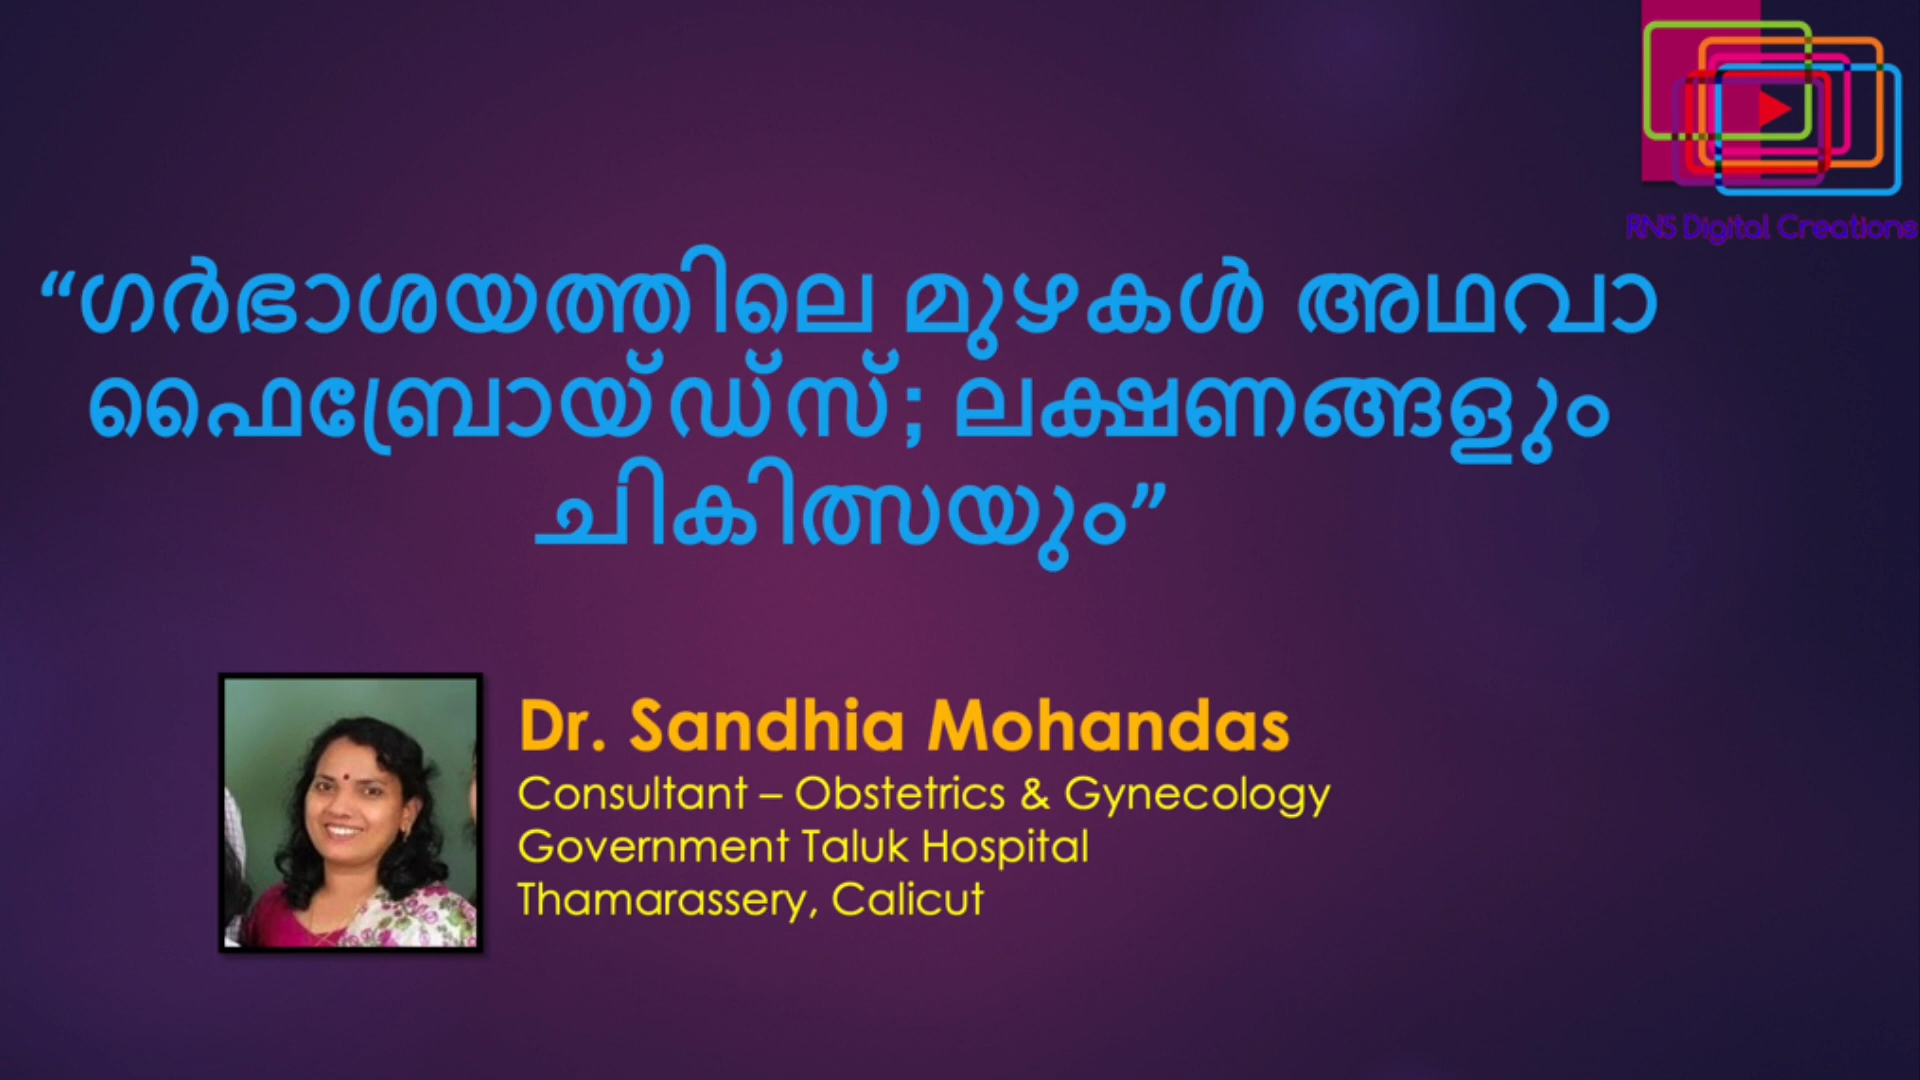 RNS Digital Creations
“ഗർഭാശയത്തിലെ മുഴകൾ അഥവാ
ഫൈബ്രോയ്ഡ്സ്; ലക്ഷണങ്ങളും
ചികിത്സയും”
Dr. Sandhia Mohandas
Consultant – Obstetrics & Gynecology
Government Taluk Hospital
Thamarassery, Calicut